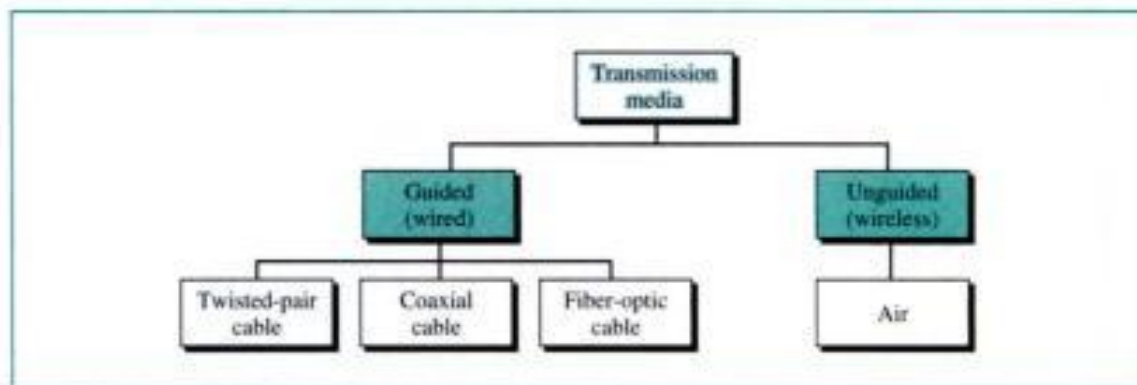 Transmission
media
Guided
(wired)
Unguided
(wireless)
Twisted-pair
cable
Coaxial
cable
Fiber-optic
cable
Air